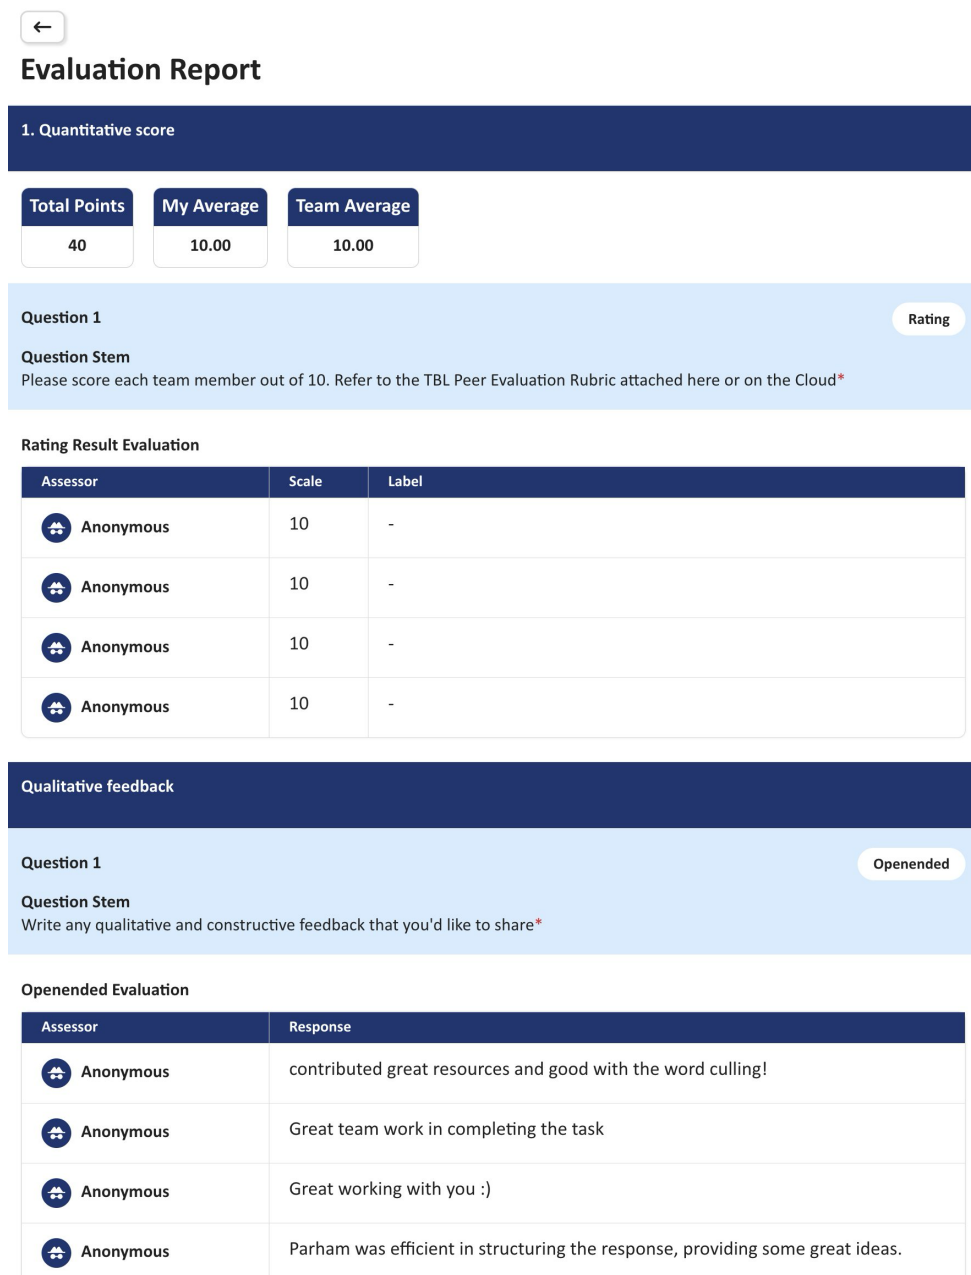 Evaluation Report
1. Quantitative score
Total Points My Average Team Average
40 10.00 10.00
Question 1 Rating
Question Stem
Please score each team member out of 10. Refer to the TBL Peer Evaluation Rubric attached here or on the Cloud*
Rating Result Evaluation
Assessor Scale Label
Anonymous 10 -
Anonymous 10 -
Anonymous 10 -
Anonymous 10 -
Qualitative feedback
Question 1 Openended
Question Stem
Write any qualitative and constructive feedback that you'd like to share*
Openended Evaluation
Assessor Response
Anonymous contributed great resources and good with the word culling!
Anonymous Great team work in completing the task
Anonymous Great working with you :)
Anonymous Parham was efficient in structuring the response, providing some great ideas.